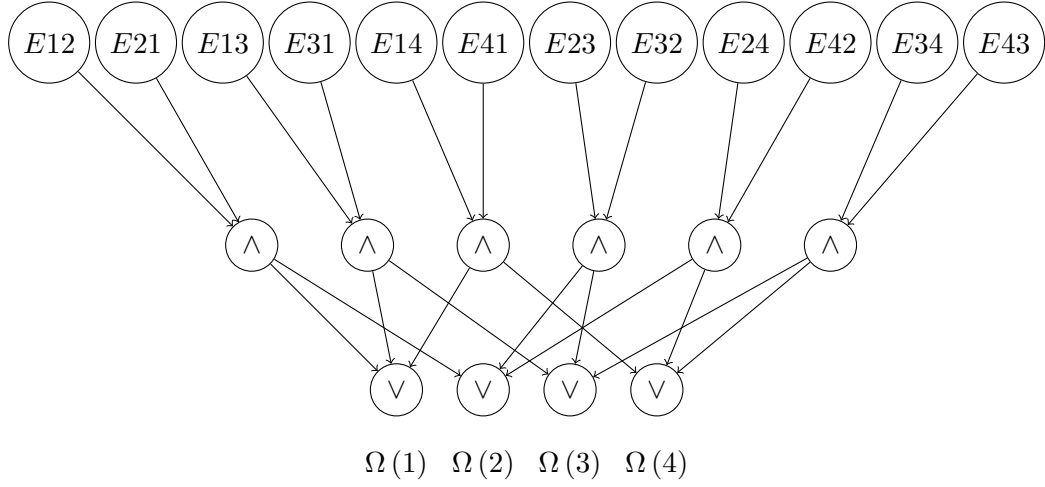 E12 E21 E13 E31 E14 E41 E23 E32 E24 E42 E34 E43
∧ ∧ ∧ ∧ ∧ ∧
∨ ∨ ∨ ∨
Ω (1) Ω (2) Ω (3) Ω (4)